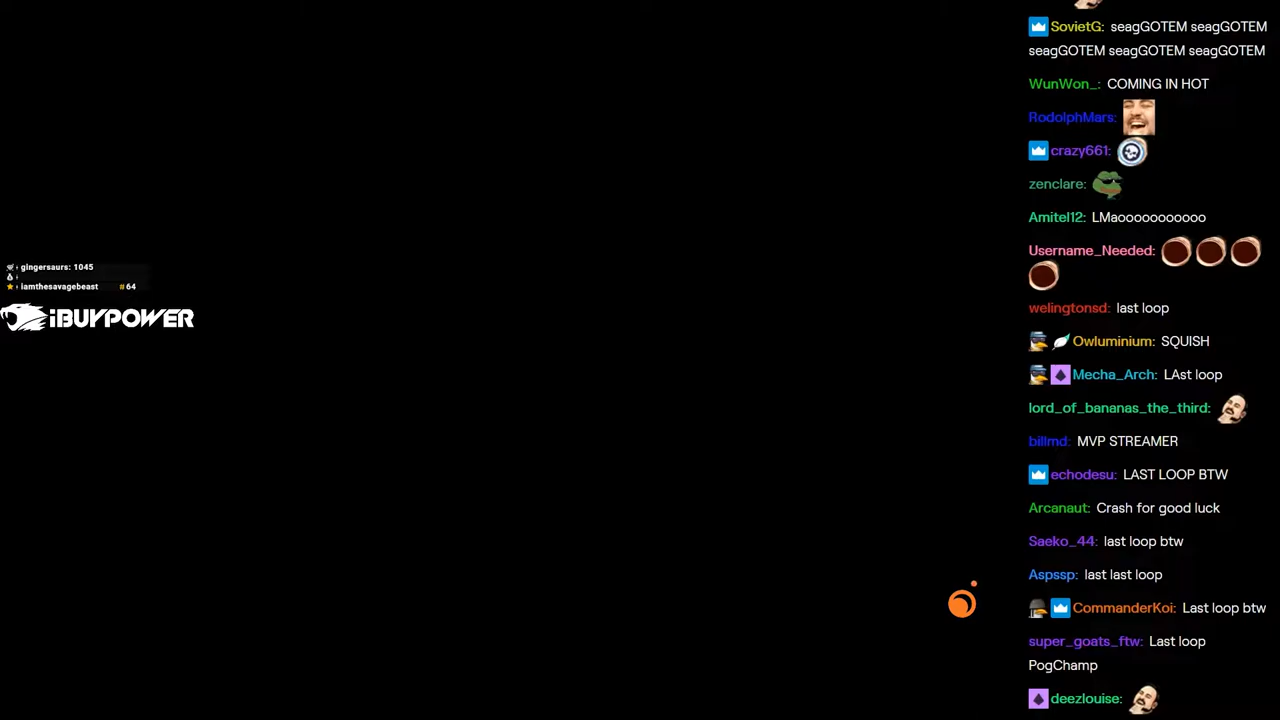 gingersaurs: 1045
iamthesavagebeast #64
iBUYPOWER
SovietG: seagGOTEM seagGOTEM
seagGOTEM seagGOTEM seagGOTEM
WunWon_: COMING IN HOT
RodolphMars:
crazy661:
zenclare:
Amitel12: LMaooooooooooo
Username_Needed:
welingtonsd: last loop
Owluminium: SQUISH
Mecha_Arch: LAst loop
lord_of_bananas_the_third:
billmd: MVP STREAMER
echodesu: LAST LOOP BTW
Arcanaut: Crash for good luck
Saeko_44: last loop btw
Aspssp: last last loop
CommanderKoi: Last loop btw
super_goats_ftw: Last loop
PogChamp
deezlouise: